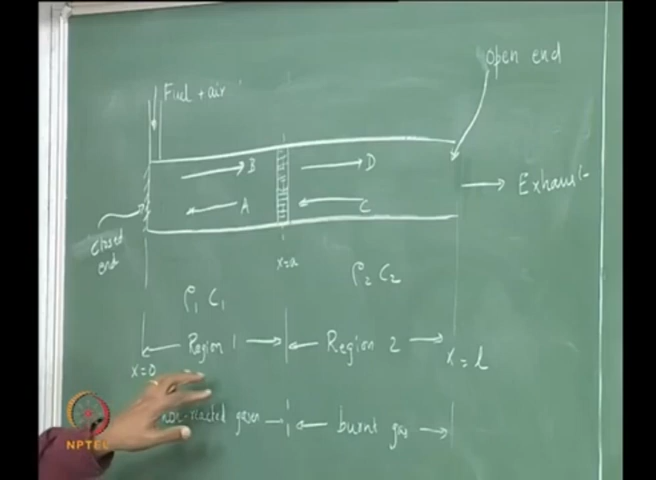 Open end
Fuel + air
B
D
A
C
Exhaust
closed
end
x=a
ρ₁ C₁
ρ₂ C₂
Region 1
Region 2
x=0
x = l
non-reacted gases
burnt gas
NPTEL